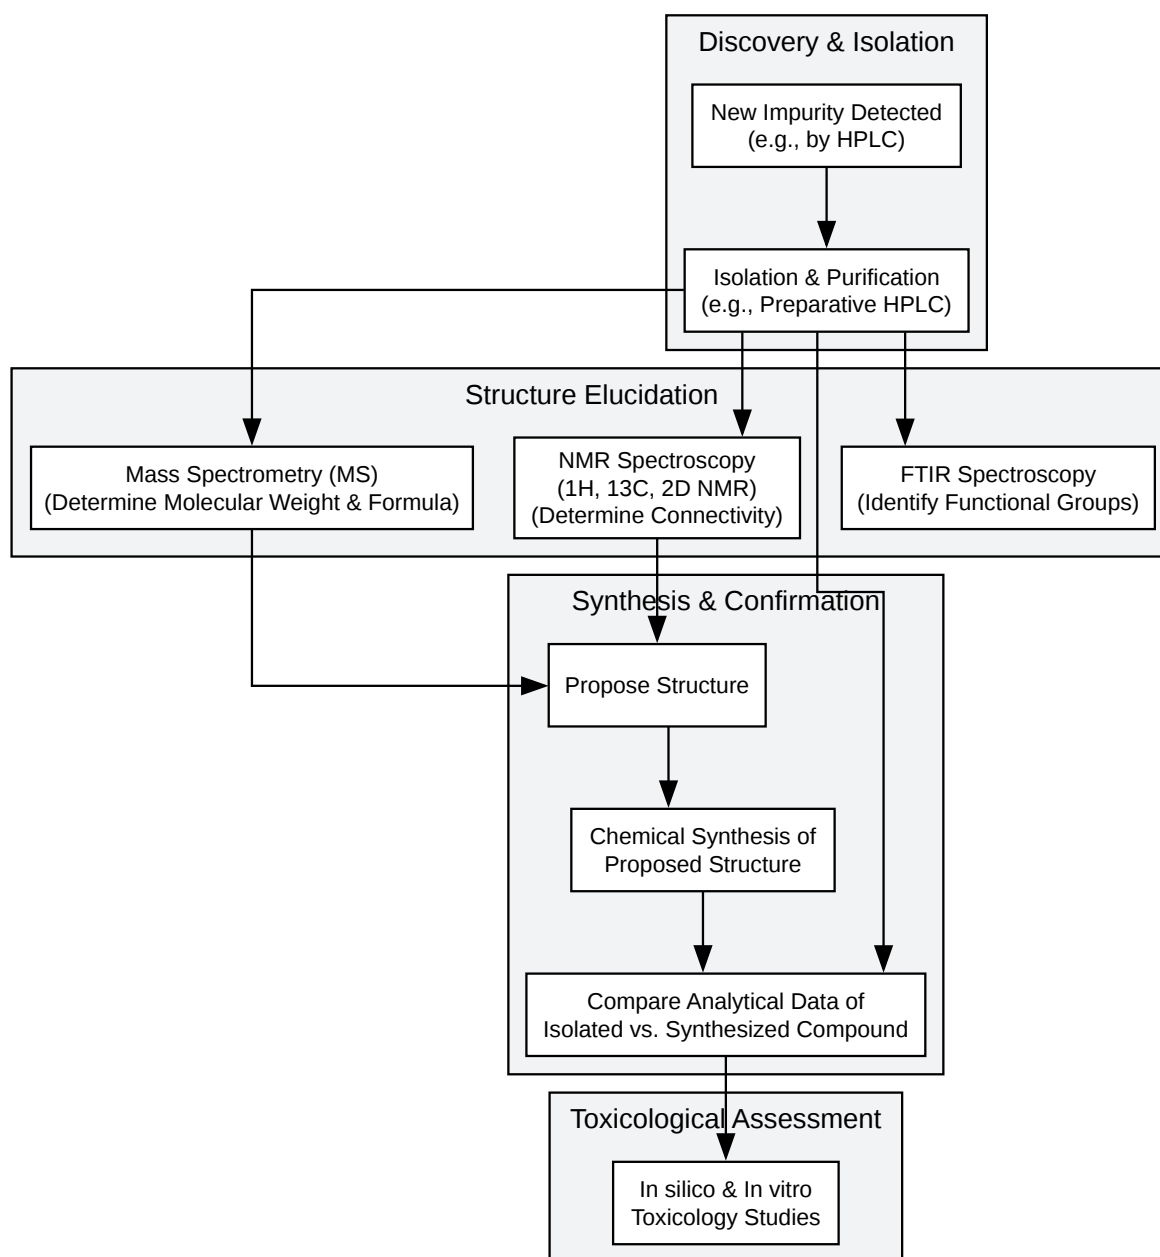 Discovery & Isolation
New Impurity Detected
(e.g., by HPLC)
Isolation & Purification
(e.g., Preparative HPLC)
Structure Elucidation
Mass Spectrometry (MS)
(Determine Molecular Weight & Formula)
NMR Spectroscopy
(1H, 13C, 2D NMR)
(Determine Connectivity)
FTIR Spectroscopy
(Identify Functional Groups)
Synthesis & Confirmation
Propose Structure
Chemical Synthesis of
Proposed Structure
Compare Analytical Data of
Isolated vs. Synthesized Compound
Toxicological Assessment
In silico & In vitro
Toxicology Studies